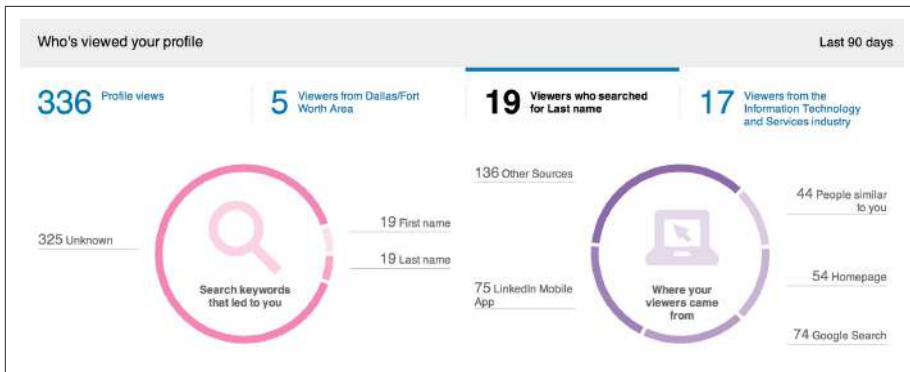 Who's viewed your profile
Last 90 days
336 Profile views
5 Viewers from Dallas/Fort
Worth Area
19 Viewers who searched
for Last name
17 Viewers from the
Information Technology
and Services industry
325 Unknown
19 First name
19 Last name
Search keywords
that led to you
136 Other Sources
44 People similar
to you
75 LinkedIn Mobile
App
54 Homepage
74 Google Search
Where your
viewers came
from